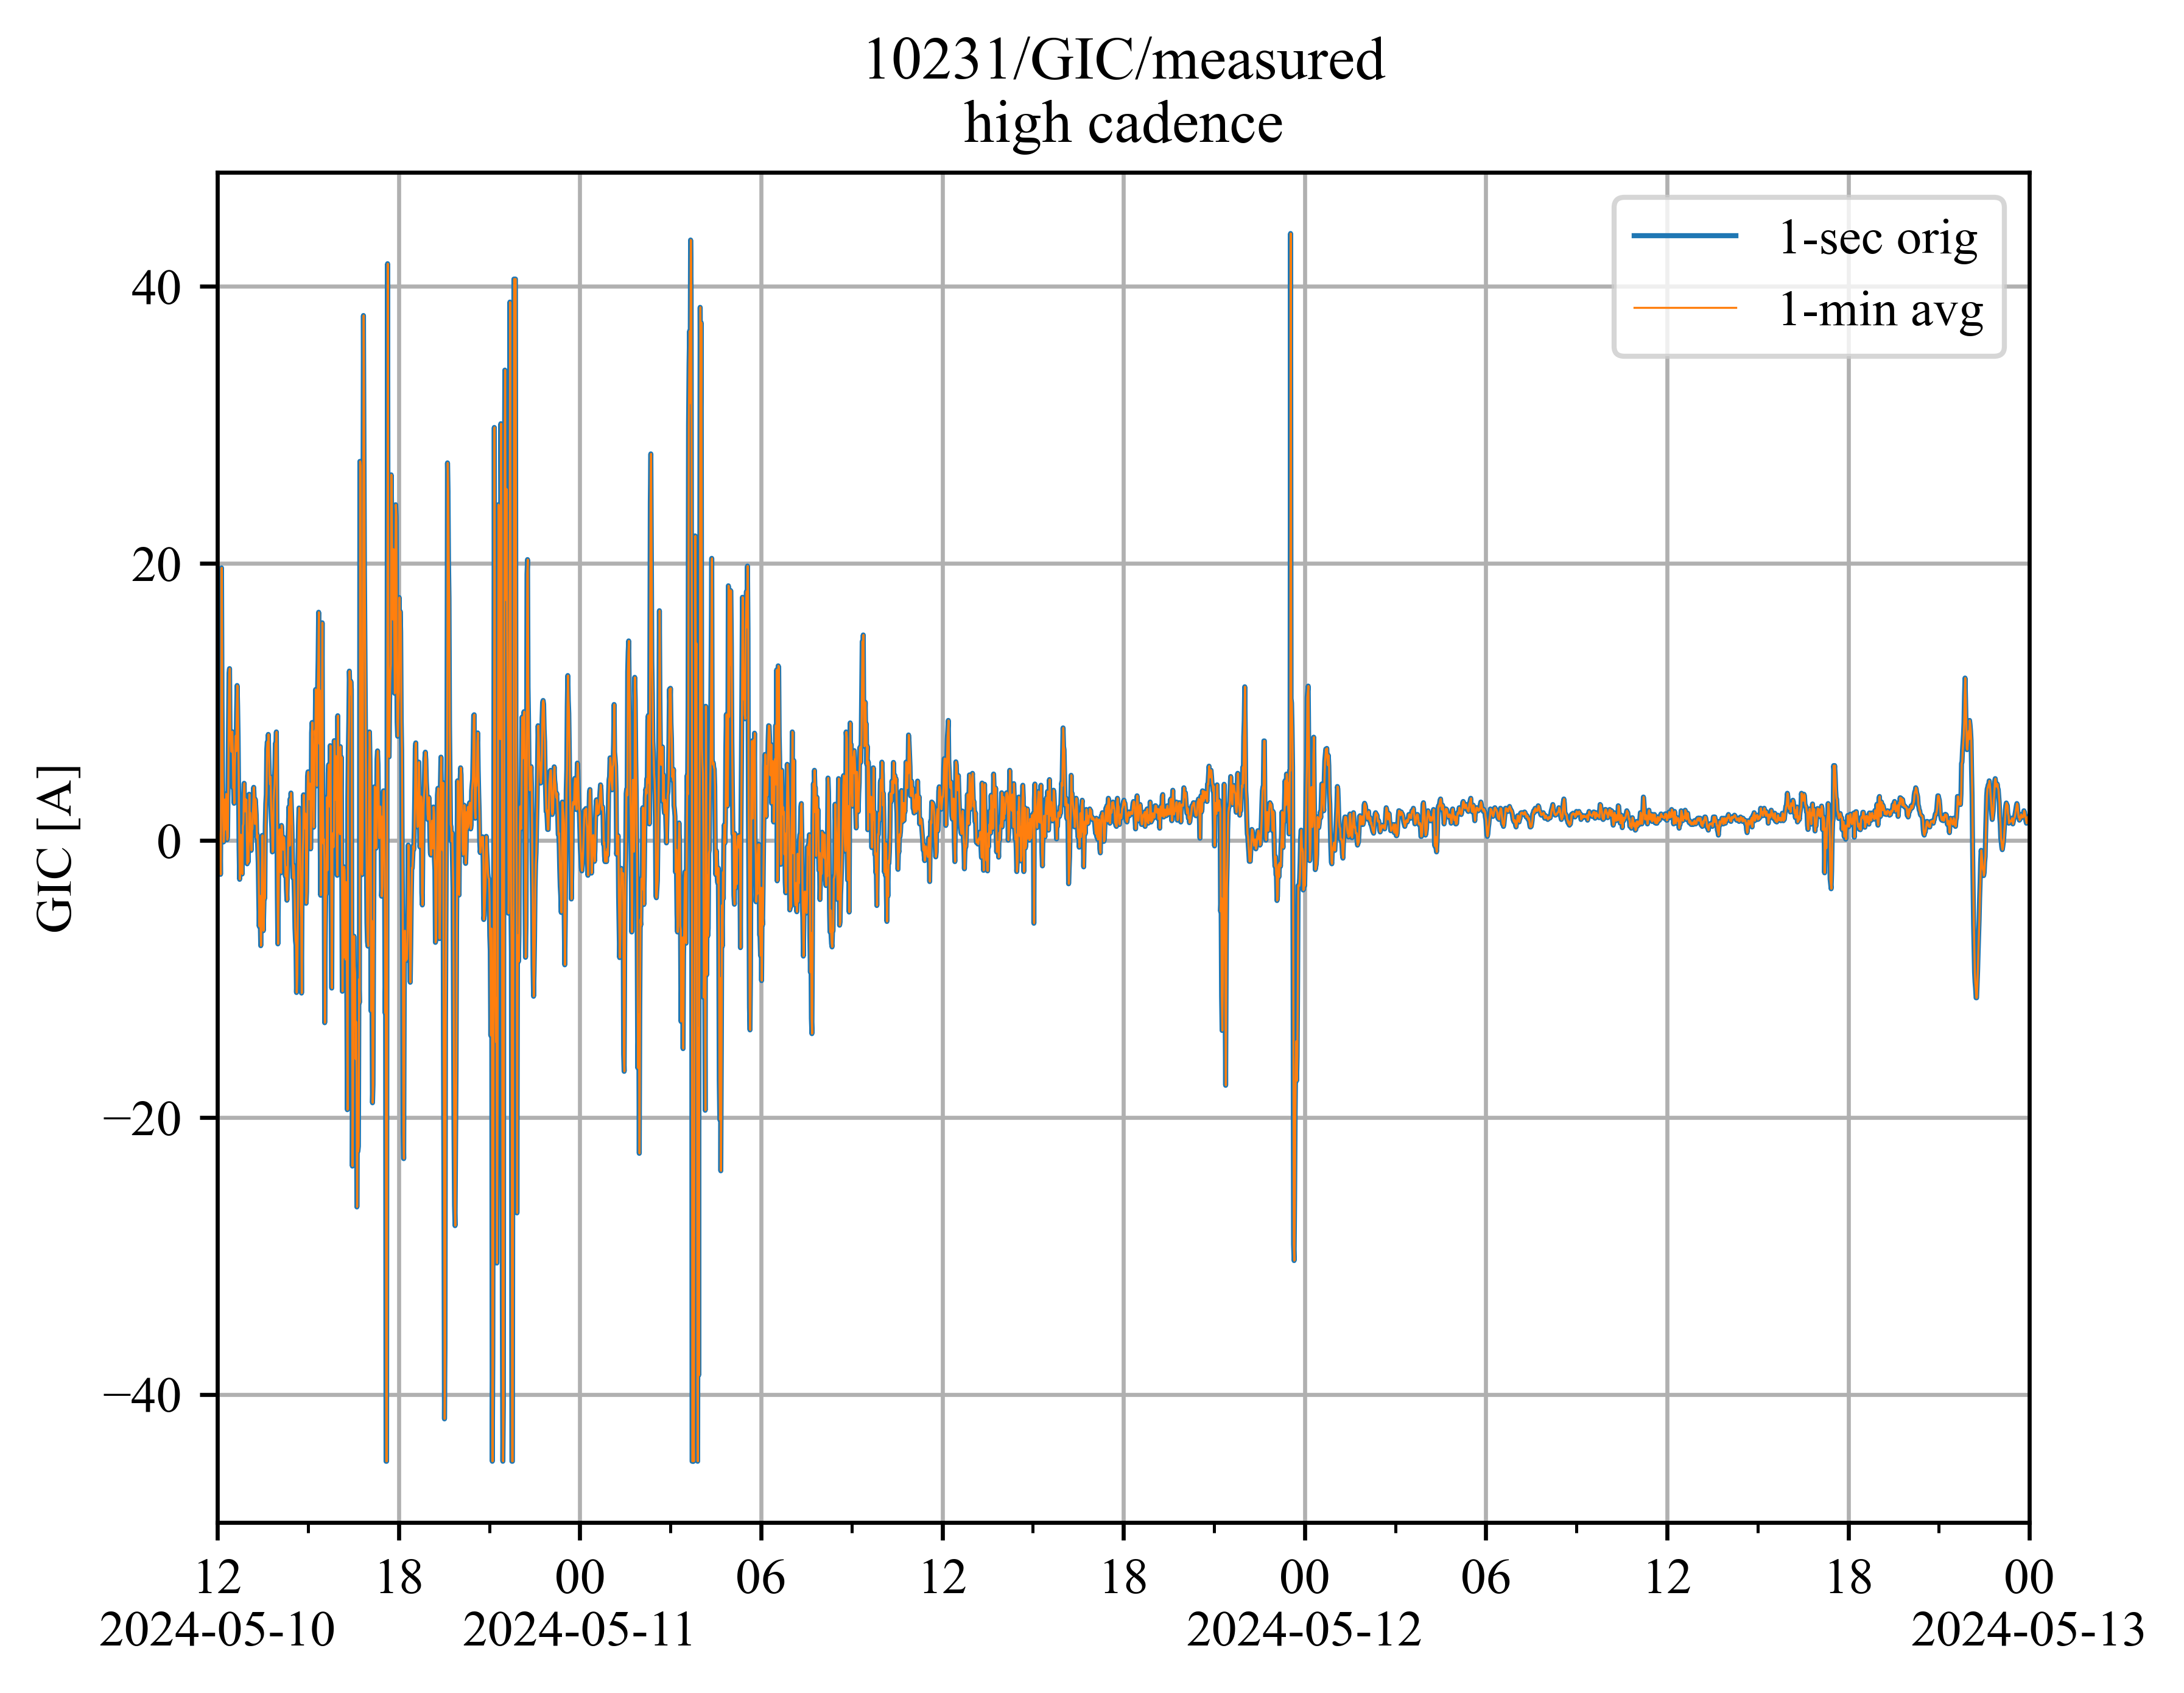 10231/GIC/measured
high cadence
1-sec orig
1-min avg
GIC [A]
40
20
0
−20
−40
12 18 00 06 12 18 00 06 12 18 00
2024-05-10 2024-05-11 2024-05-12 2024-05-13